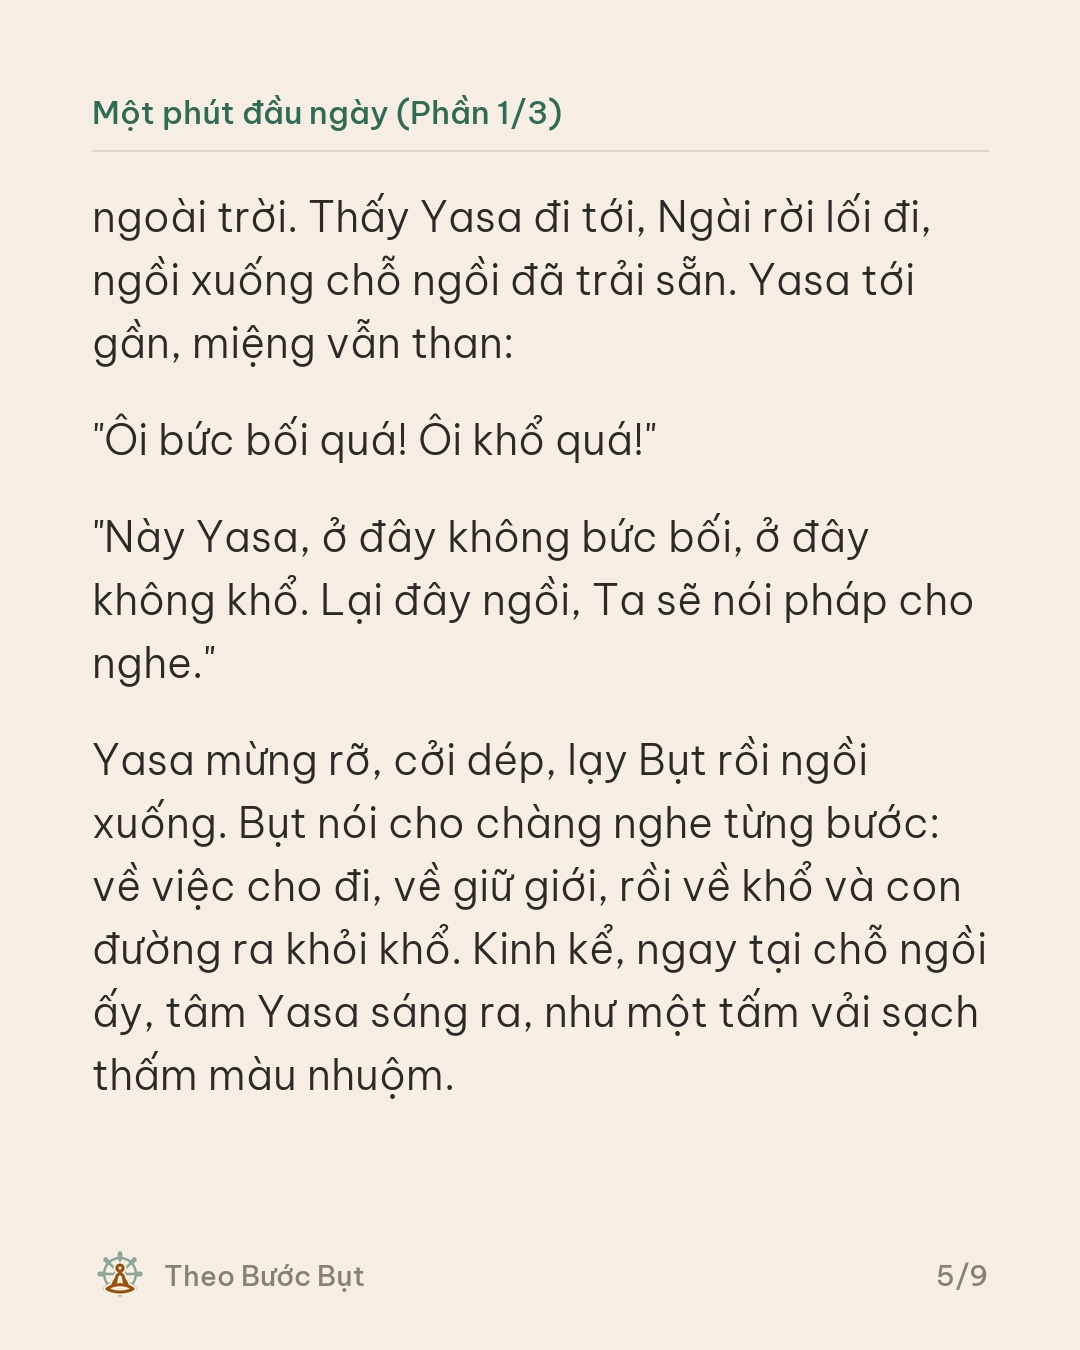 Một phút đầu ngày (Phần 1/3)
ngoài trời. Thấy Yasa đi tới, Ngài rời lối đi,
ngồi xuống chỗ ngồi đã trải sẵn. Yasa tới
gần, miệng vẫn than:
"Ôi bức bối quá! Ôi khổ quá!"
"Này Yasa, ở đây không bức bối, ở đây
không khổ. Lại đây ngồi, Ta sẽ nói pháp cho
nghe."
Yasa mừng rỡ, cởi dép, lạy Bụt rồi ngồi
xuống. Bụt nói cho chàng nghe từng bước:
về việc cho đi, về giữ giới, rồi về khổ và con
đường ra khỏi khổ. Kinh kể, ngay tại chỗ ngồi
ấy, tâm Yasa sáng ra, như một tấm vải sạch
thấm màu nhuộm.
Theo Bước Bụt
5/9